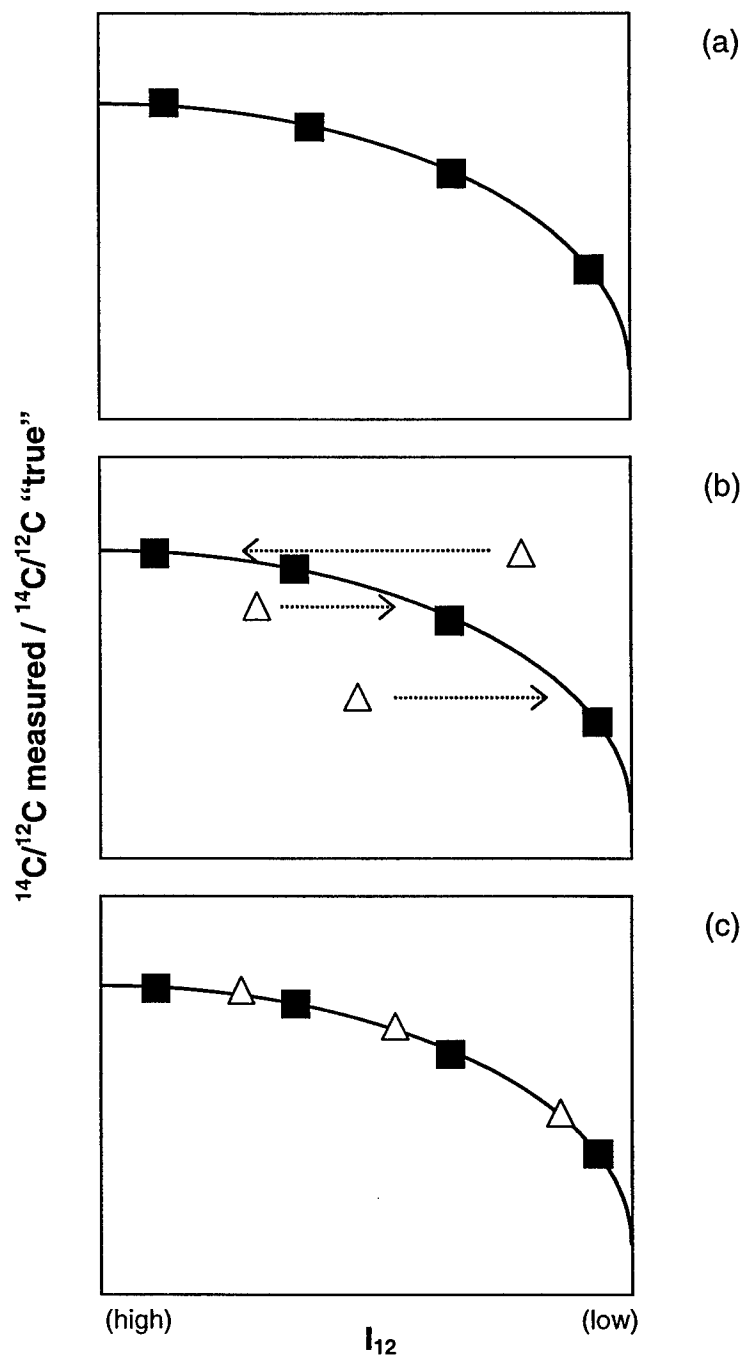 (a)
(b)
(c)
¹⁴C/¹²C measured / ¹⁴C/¹²C “true”
(high)
(low)
I₁₂